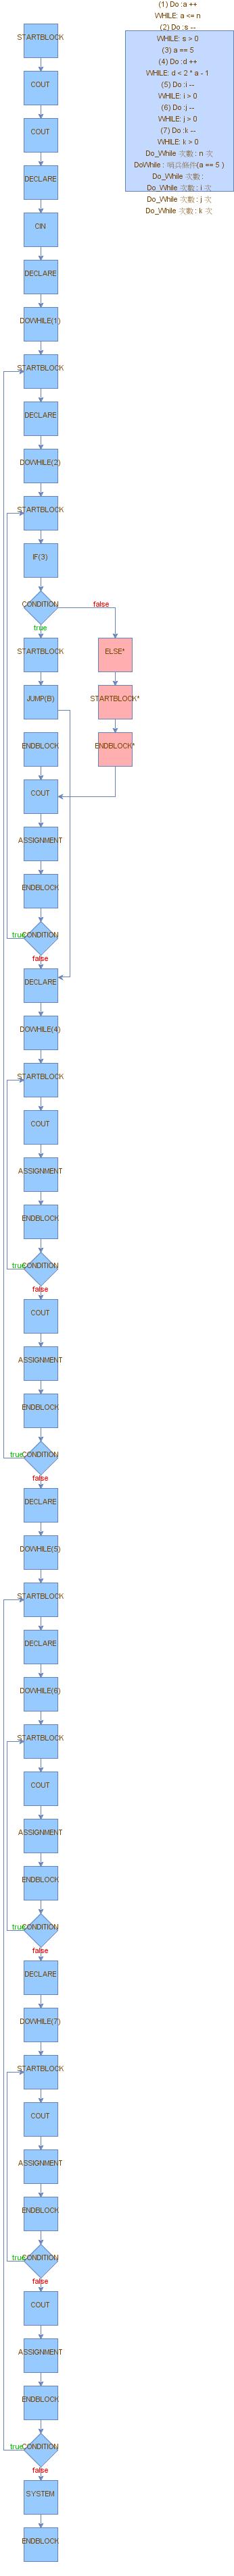 (1) Do :a ++
WHILE: a <= n
(2) Do :s --
WHILE: s > 0
(3) a == 5
(4) Do :d ++
WHILE: d < 2 * a - 1
(5) Do :i --
WHILE: i > 0
(6) Do :j --
WHILE: j > 0
(7) Do :k --
WHILE: k > 0
Do_While 次數 : n 次
DoWhile : 哨兵條件(a == 5 )
Do_While 次數 :
Do_While 次數 : i 次
Do_While 次數 : j 次
Do_While 次數 : k 次
STARTBLOCK
COUT
COUT
DECLARE
CIN
DECLARE
DOWHILE(1)
STARTBLOCK
DECLARE
DOWHILE(2)
STARTBLOCK
IF(3)
CONDITION
false
true
STARTBLOCK
ELSE*
JUMP(B)
STARTBLOCK*
ENDBLOCK
ENDBLOCK*
COUT
ASSIGNMENT
ENDBLOCK
true
CONDITION
false
DECLARE
DOWHILE(4)
STARTBLOCK
COUT
ASSIGNMENT
ENDBLOCK
true
CONDITION
false
COUT
ASSIGNMENT
ENDBLOCK
true
CONDITION
false
DECLARE
DOWHILE(5)
STARTBLOCK
DECLARE
DOWHILE(6)
STARTBLOCK
COUT
ASSIGNMENT
ENDBLOCK
true
CONDITION
false
DECLARE
DOWHILE(7)
STARTBLOCK
COUT
ASSIGNMENT
ENDBLOCK
true
CONDITION
false
COUT
ASSIGNMENT
ENDBLOCK
true
CONDITION
false
SYSTEM
ENDBLOCK